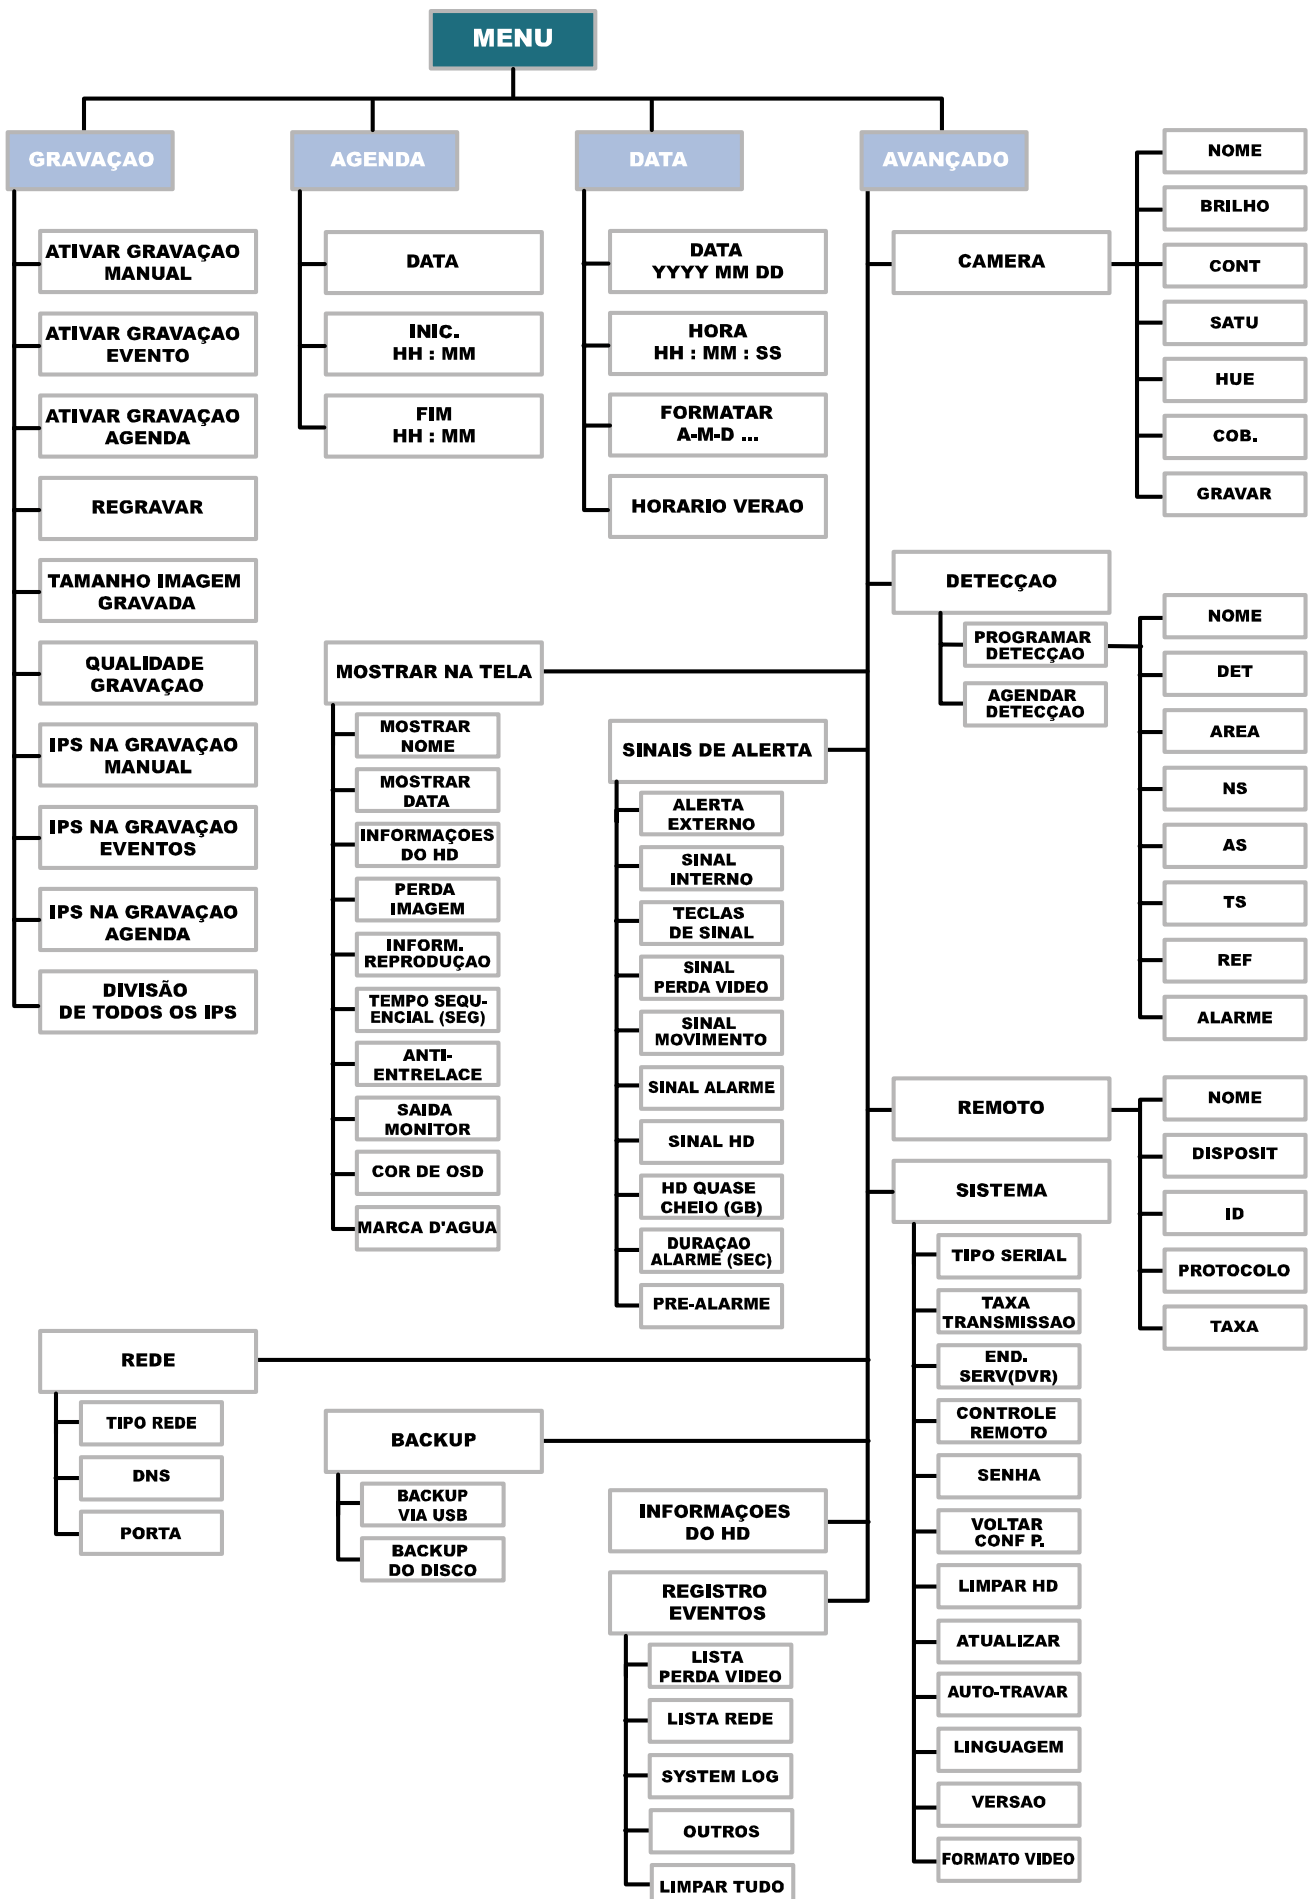 MENU
GRAVAÇAO
ATIVAR GRAVAÇAO
MANUAL
ATIVAR GRAVAÇAO
EVENTO
ATIVAR GRAVAÇAO
AGENDA
REGRAVAR
TAMANHO IMAGEM
GRAVADA
QUALIDADE
GRAVAÇAO
IPS NA GRAVAÇAO
MANUAL
IPS NA GRAVAÇAO
EVENTOS
IPS NA GRAVAÇAO
AGENDA
DIVISÃO
DE TODOS OS IPS
AGENDA
DATA
INIC.
HH : MM
FIM
HH : MM
DATA
DATA
YYYY MM DD
HORA
HH : MM : SS
FORMATAR
A-M-D ...
HORARIO VERAO
AVANÇADO
CAMERA
NOME
BRILHO
CONT
SATU
HUE
COB.
GRAVAR
DETECÇAO
PROGRAMAR
DETECÇAO
AGENDAR
DETECÇAO
NOME
DET
AREA
NS
AS
TS
REF
ALARME
MOSTRAR NA TELA
MOSTRAR
NOME
MOSTRAR
DATA
INFORMAÇOES
DO HD
PERDA
IMAGEM
INFORM.
REPRODUÇAO
TEMPO SEQU-
ENCIAL (SEG)
ANTI-
ENTRELACE
SAIDA
MONITOR
COR DE OSD
MARCA D'AGUA
SINAIS DE ALERTA
ALERTA
EXTERNO
SINAL
INTERNO
TECLAS
DE SINAL
SINAL
PERDA VIDEO
SINAL
MOVIMENTO
SINAL ALARME
SINAL HD
HD QUASE
CHEIO (GB)
DURAÇAO
ALARME (SEC)
PRE-ALARME
REMOTO
NOME
DISPOSIT
ID
PROTOCOLO
TAXA
SISTEMA
TIPO SERIAL
TAXA
TRANSMISSAO
END.
SERV(DVR)
CONTROLE
REMOTO
SENHA
VOLTAR
CONF P.
LIMPAR HD
ATUALIZAR
AUTO-TRAVAR
LINGUAGEM
VERSAO
FORMATO VIDEO
REDE
TIPO REDE
DNS
PORTA
BACKUP
BACKUP
VIA USB
BACKUP
DO DISCO
INFORMAÇOES
DO HD
REGISTRO
EVENTOS
LISTA
PERDA VIDEO
LISTA REDE
SYSTEM LOG
OUTROS
LIMPAR TUDO